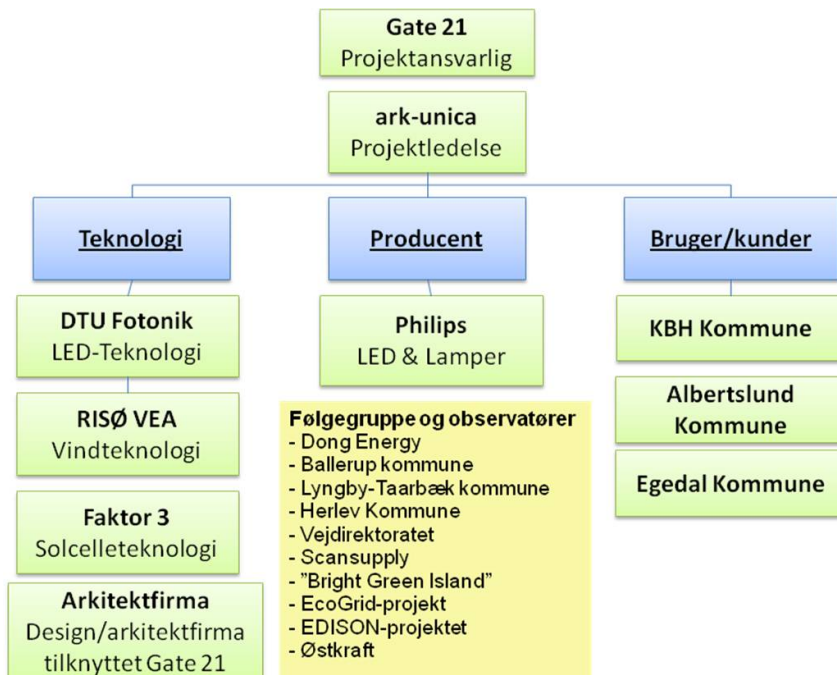 Gate 21
Projektansvarlig
ark-unica
Projektledelse
Teknologi
Producent
Bruger/kunder
DTU Fotonik
LED-Teknologi
RISØ VEA
Vindteknologi
Faktor 3
Solcelleteknologi
Arkitektfirma
Design/arkitektfirma
tilknyttet Gate 21
Philips
LED & Lamper
Følgegruppe og observatører
- Dong Energy
- Ballerup kommune
- Lyngby-Taarbæk kommune
- Herlev Kommune
- Vejdirektoratet
- Scansupply
- ”Bright Green Island”
- EcoGrid-projekt
- EDISON-projektet
- Østkraft
KBH Kommune
Albertslund
Kommune
Egedal Kommune